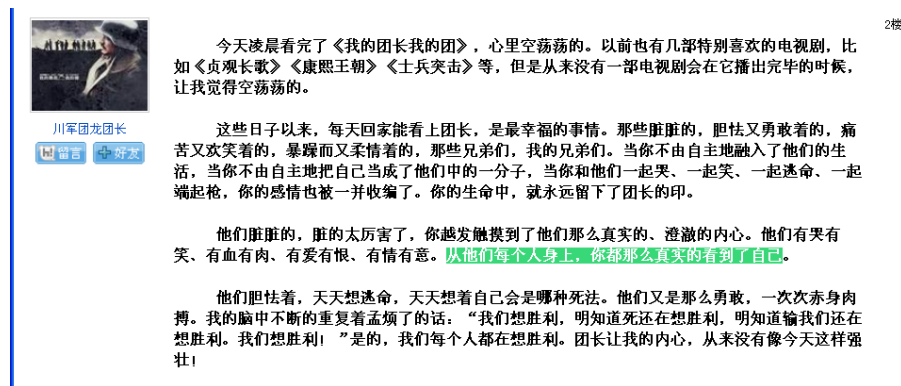 2楼
今天凌晨看完了《我的团长我的团》，心里空荡荡的。以前也有几部特别喜欢的电视剧，比
如《贞观长歌》《康熙王朝》《士兵突击》等，但是从来没有一部电视剧会在它播出完毕的时候，
让我觉得空荡荡的。
川军团龙团长
留言
好友
这些日子以来，每天回家能看上团长，是最幸福的事情。那些脏脏的，胆怯又勇敢着的，痛
苦又欢笑着的，暴躁而又柔情着的，那些兄弟们，我的兄弟们。当你不由自主地融入了他们的生
活，当你不由自主地把自己当成了他们中的一分子，当你和他们一起哭、一起笑、一起逃命、一起
端起枪，你的感情也被一并收编了。你的生命中，就永远留下了团长的印。
他们脏脏的，脏的太厉害了，你越发触摸到了他们那么真实的、澄澈的内心。他们有哭有
笑、有血有肉、有爱有恨、有情有意。从他们每个人身上，你都那么真实的看到了自己。
他们胆怯着，天天想逃命，天天想着自己会是哪种死法。他们又是那么勇敢，一次次赤身肉
搏。我的脑中不断的重复着孟烦了的话：“我们想胜利，明知道死还在想胜利，明知道输我们还在
想胜利。我们想胜利！”是的，我们每个人都在想胜利。团长让我的内心，从来没有像今天这样强
壮！